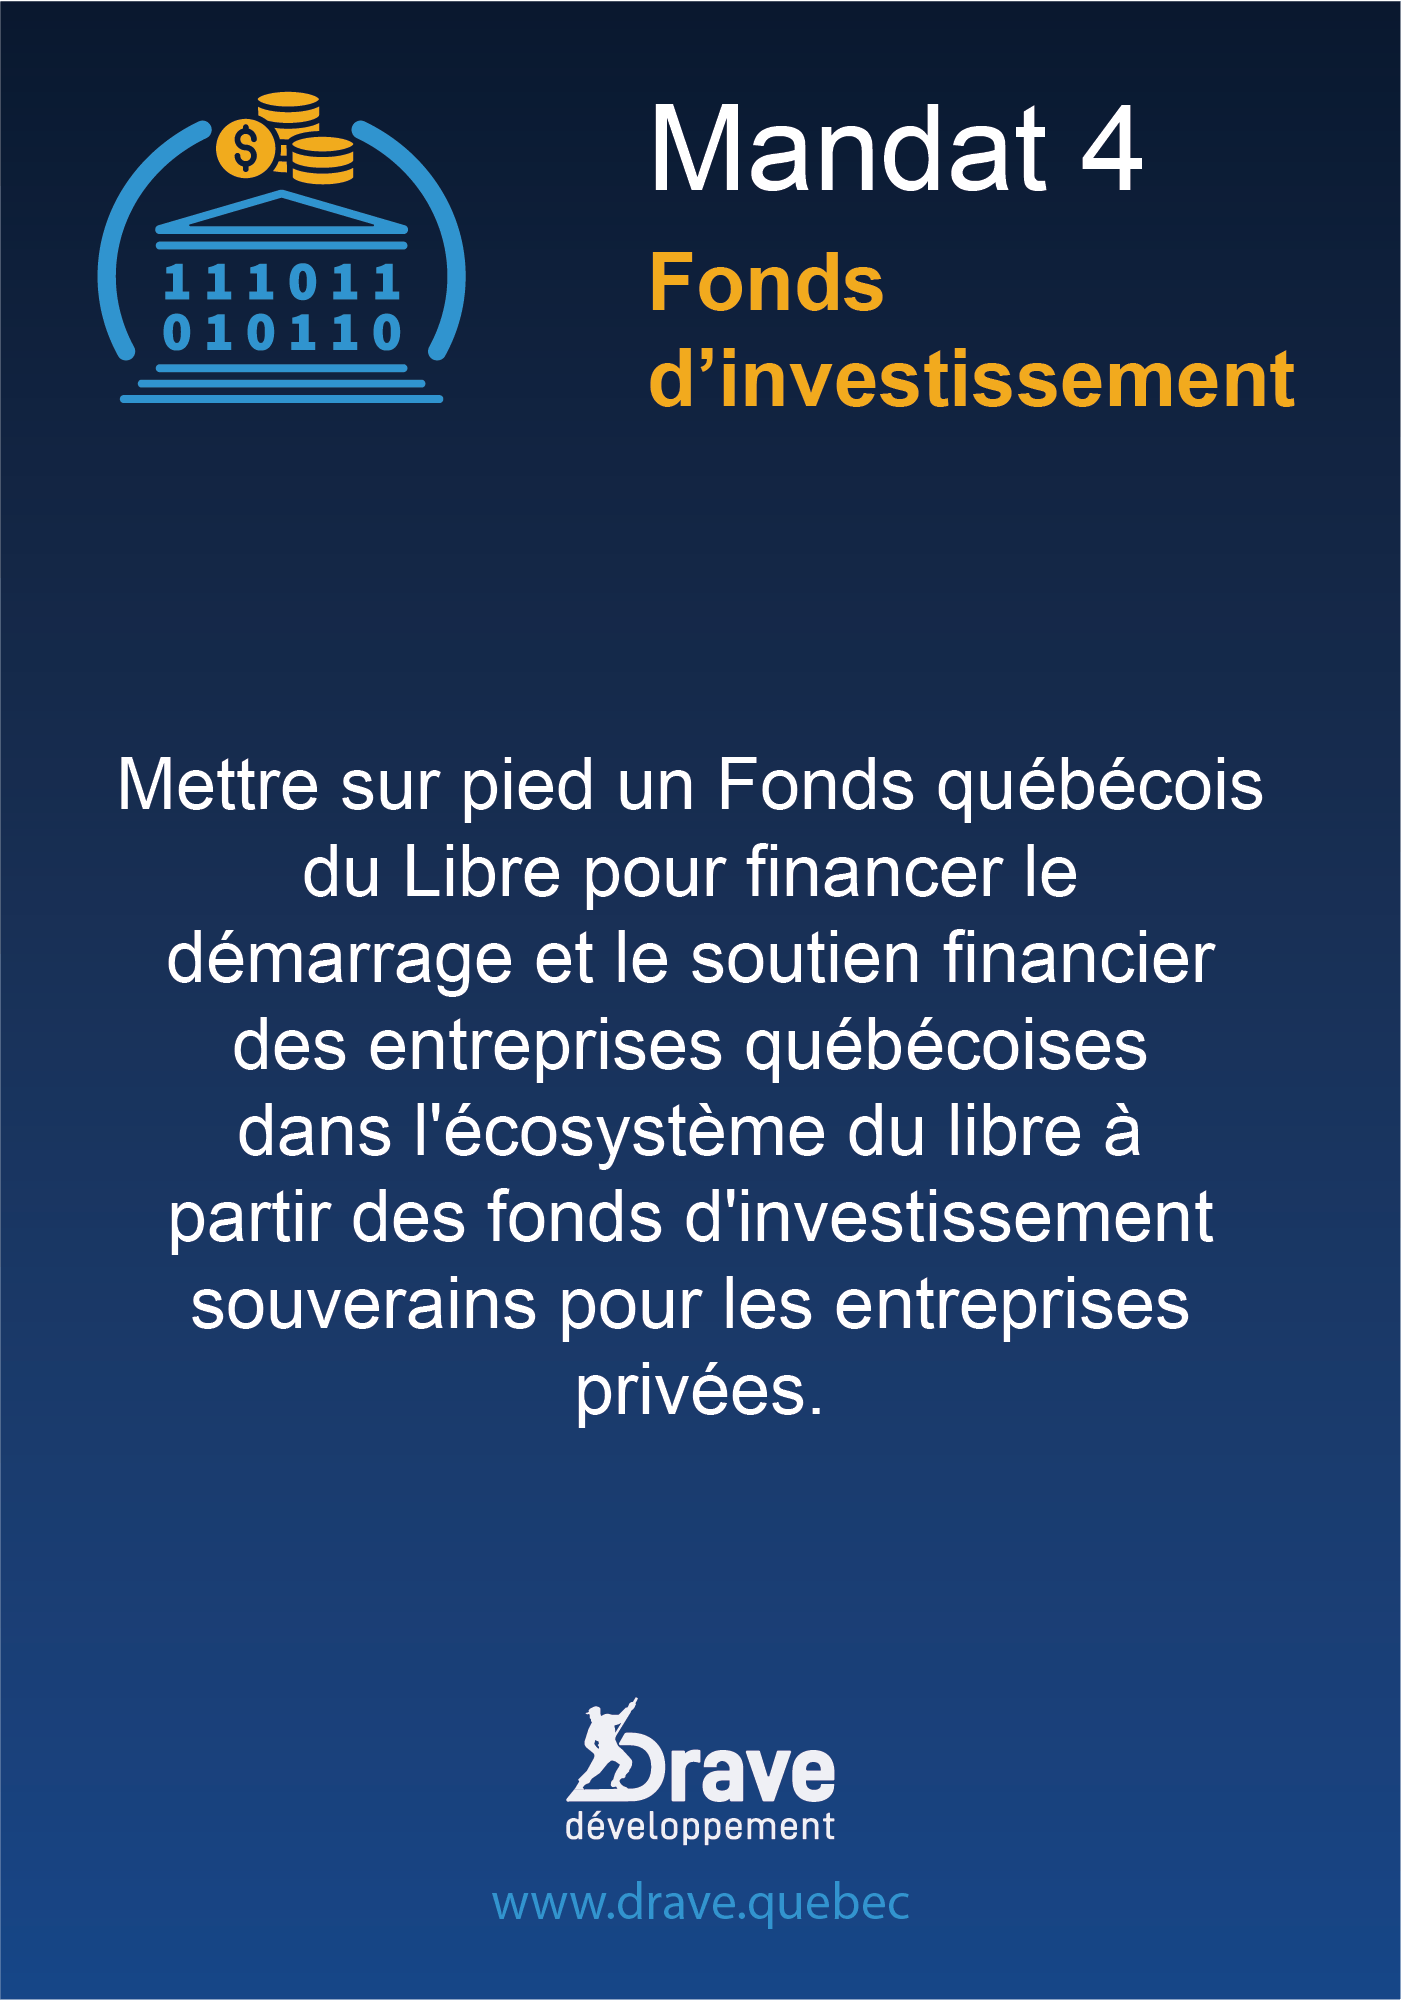 Mandat 4
Fonds
d’investissement
$
111011
010110
Mettre sur pied un Fonds québécois
du Libre pour financer le
démarrage et le soutien financier
des entreprises québécoises
dans l'écosystème du libre à
partir des fonds d'investissement
souverains pour les entreprises
privées.
Drave
développement
www.drave.quebec